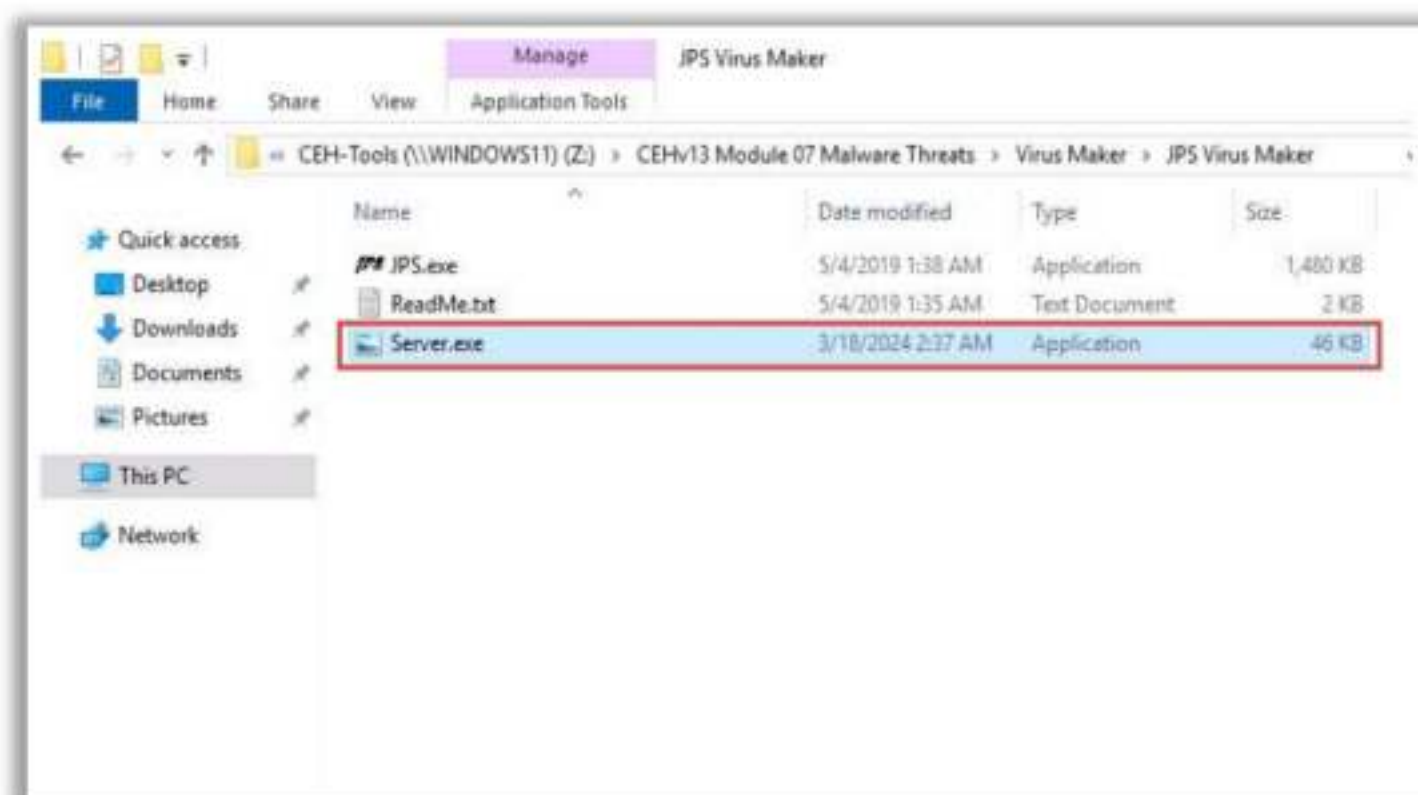 Manage JPS Virus Maker
File Home Share View Application Tools
CEH-Tools (\\WINDOWS11) (Z:) › CEHv13 Module 07 Malware Threats › Virus Maker › JPS Virus Maker
Name Date modified Type Size
Quick access
Desktop
Downloads
Documents
Pictures
This PC
Network
JPS JPS.exe 5/4/2019 1:38 AM Application 1,480 KB
ReadMe.txt 5/4/2019 1:35 AM Text Document 2 KB
Server.exe 3/18/2024 2:37 AM Application 46 KB